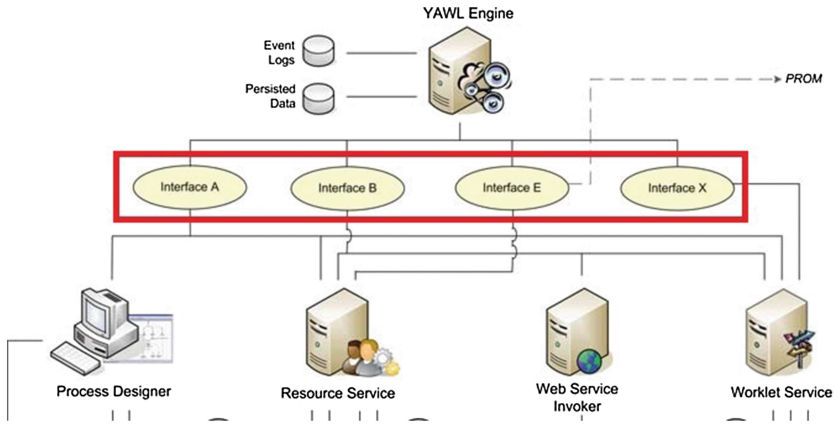 YAWL Engine
Event
Logs
Persisted
Data
PROM
Interface A
Interface B
Interface E
Interface X
Process Designer
Resource Service
Web Service
Invoker
Worklet Service